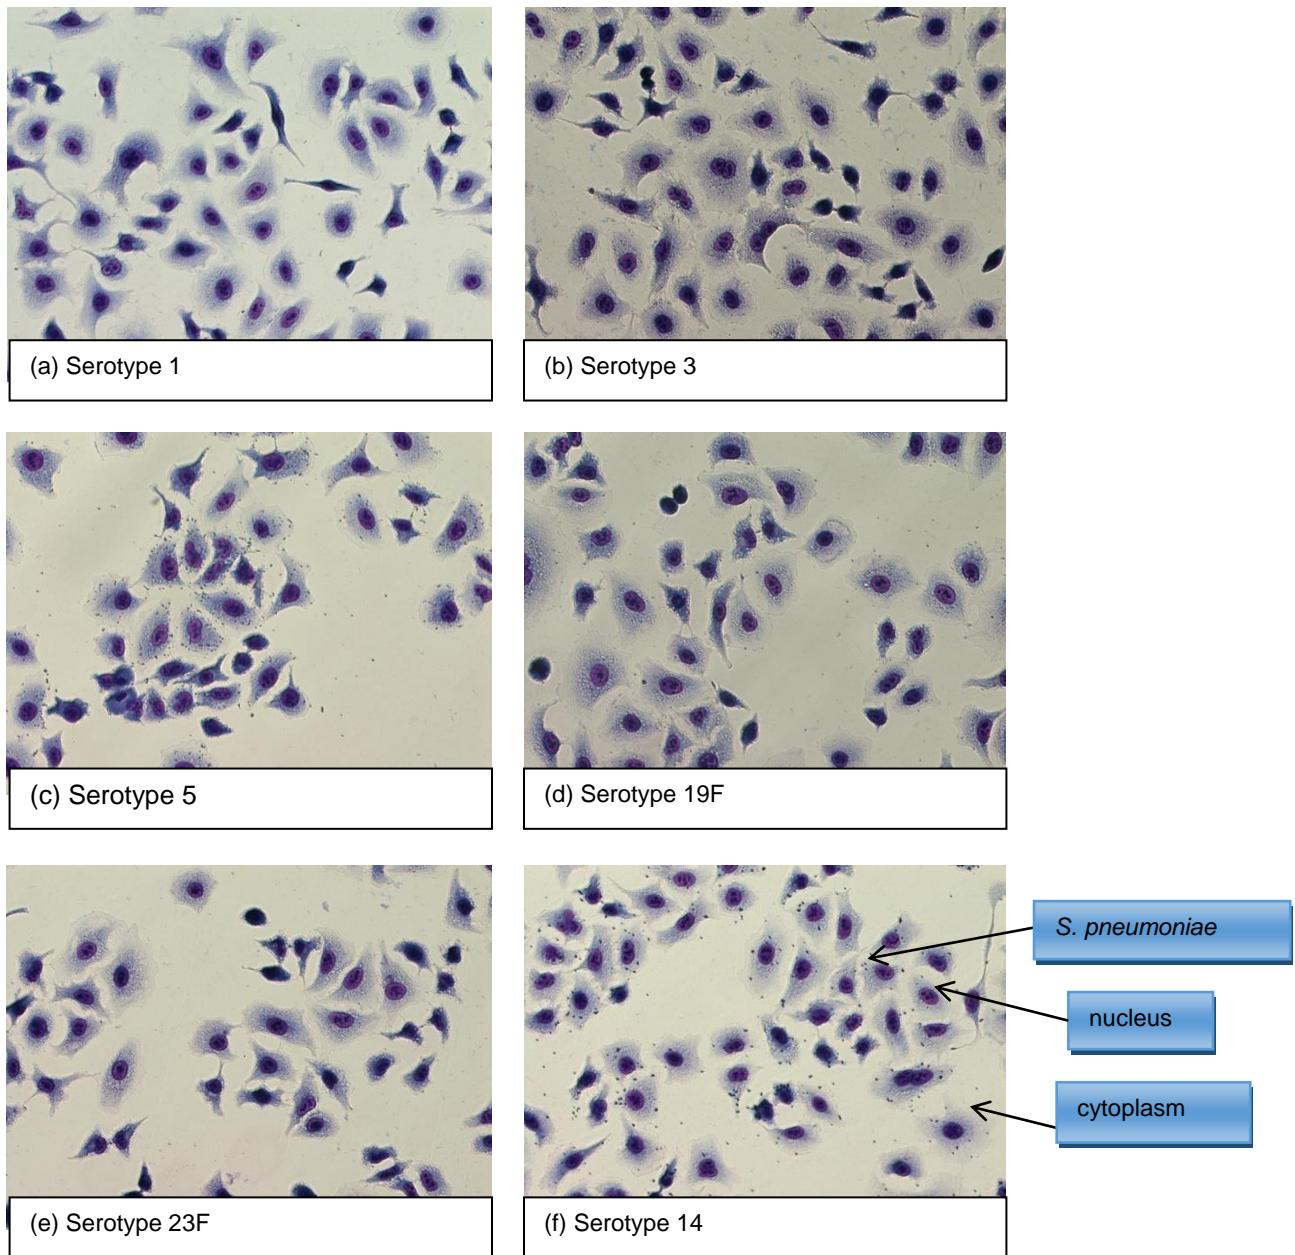 (a) Serotype 1
(b) Serotype 3
(c) Serotype 5
(d) Serotype 19F
(e) Serotype 23F
(f) Serotype 14
S. pneumoniae
nucleus
cytoplasm